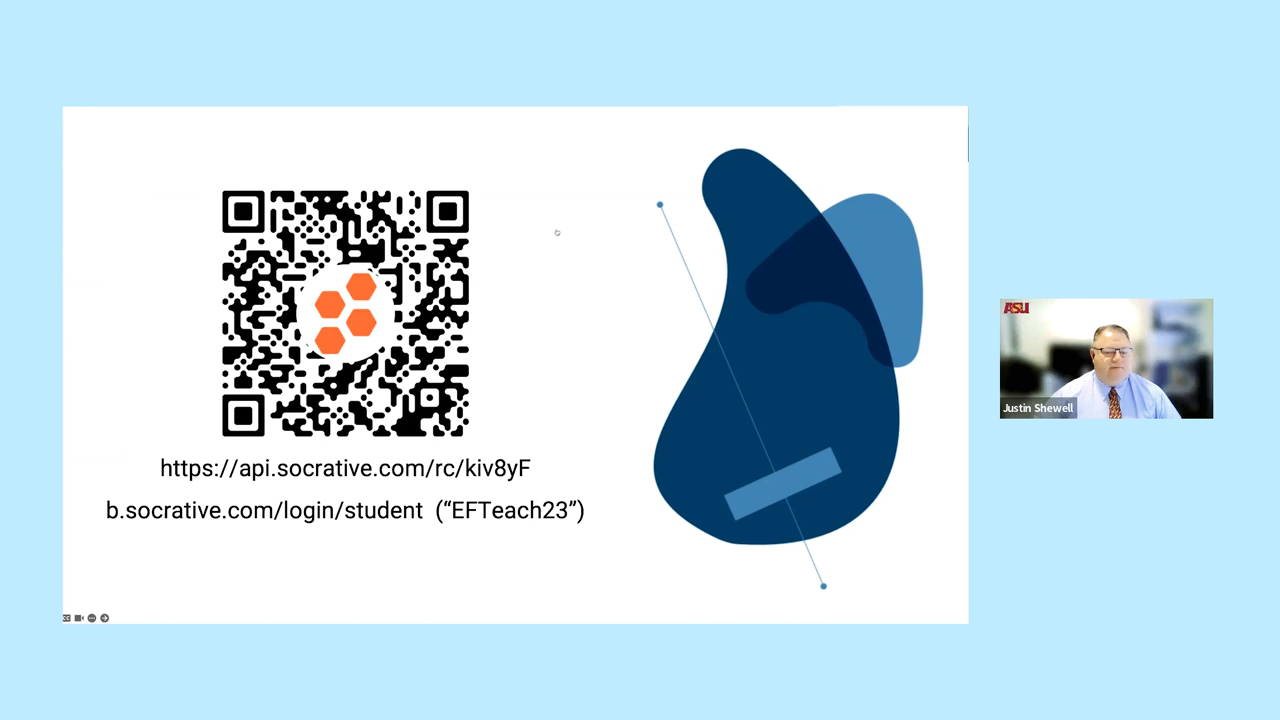 https://api.socrative.com/rc/kiv8yF
b.socrative.com/login/student (“EFTeach23”)
ASU
Justin Shewell